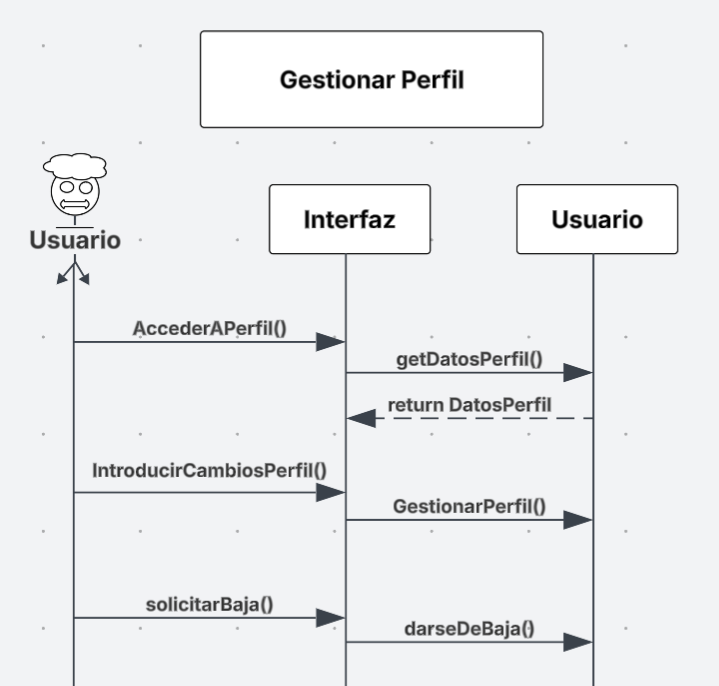 Gestionar Perfil
Usuario
Interfaz
Usuario
AccederAPerfil()
getDatosPerfil()
return DatosPerfil
IntroducirCambiosPerfil()
GestionarPerfil()
solicitarBaja()
darseDeBaja()